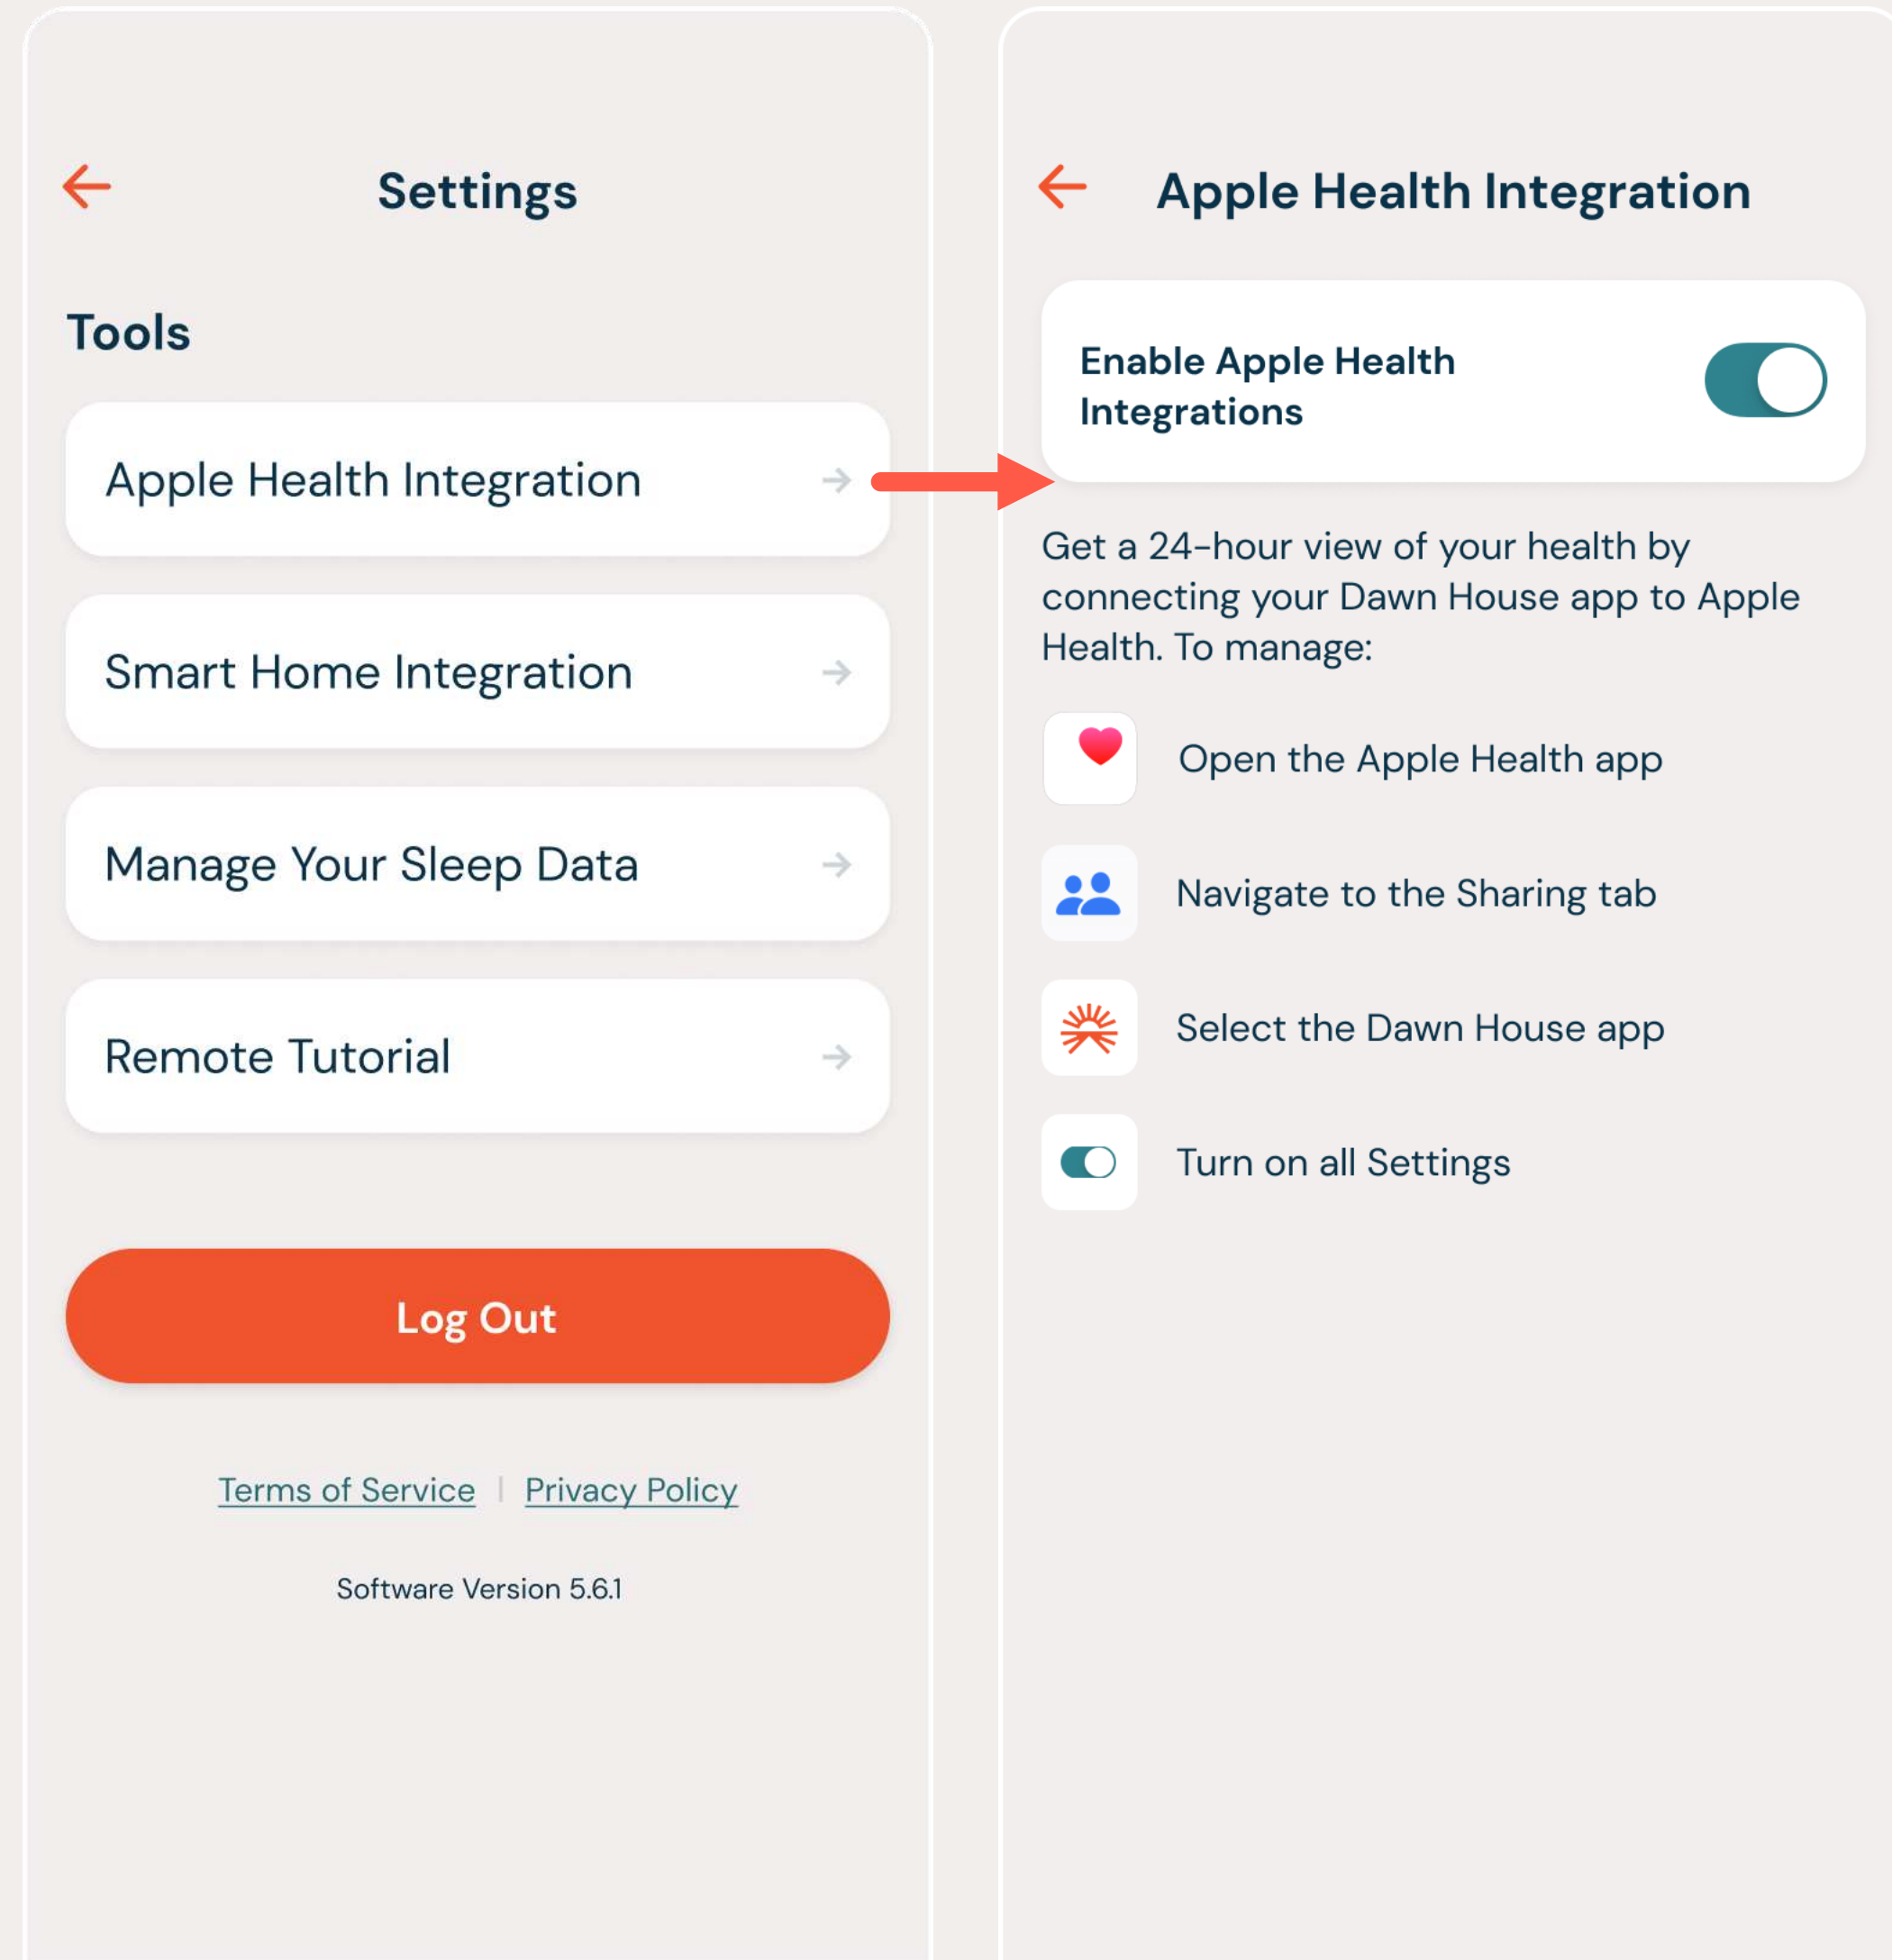 Settings
Tools
Apple Health Integration
Smart Home Integration
Manage Your Sleep Data
Remote Tutorial
Log Out
Terms of Service | Privacy Policy
Software Version 5.6.1
Apple Health Integration
Enable Apple Health
Integrations
Get a 24-hour view of your health by
connecting your Dawn House app to Apple
Health. To manage:
Open the Apple Health app
Navigate to the Sharing tab
Select the Dawn House app
Turn on all Settings